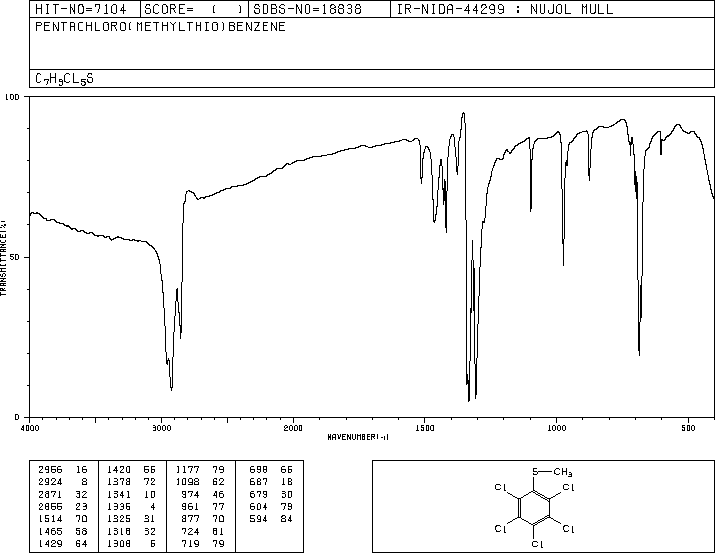 HIT-NO=7104 SCORE= ( ) SDBS-NO=18838 IR-NIDA-44299 : NUJOL MULL
PENTACHLORO(METHYLTHIO)BENZENE
C7H3CL5S
100
50
0
TRANSMITTANCE(%)
4000 3000 2000 1500 1000 500
WAVENUMBER(-1)
2956 16 1420 56 1177 79 698 66
2924 8 1378 72 1098 62 687 18
2871 32 1341 10 974 46 679 30
2855 23 1336 4 961 77 604 79
1514 70 1325 31 877 70 594 84
1465 58 1318 32 724 81
1429 64 1308 5 719 79
S CH3
Cl Cl
Cl Cl
Cl